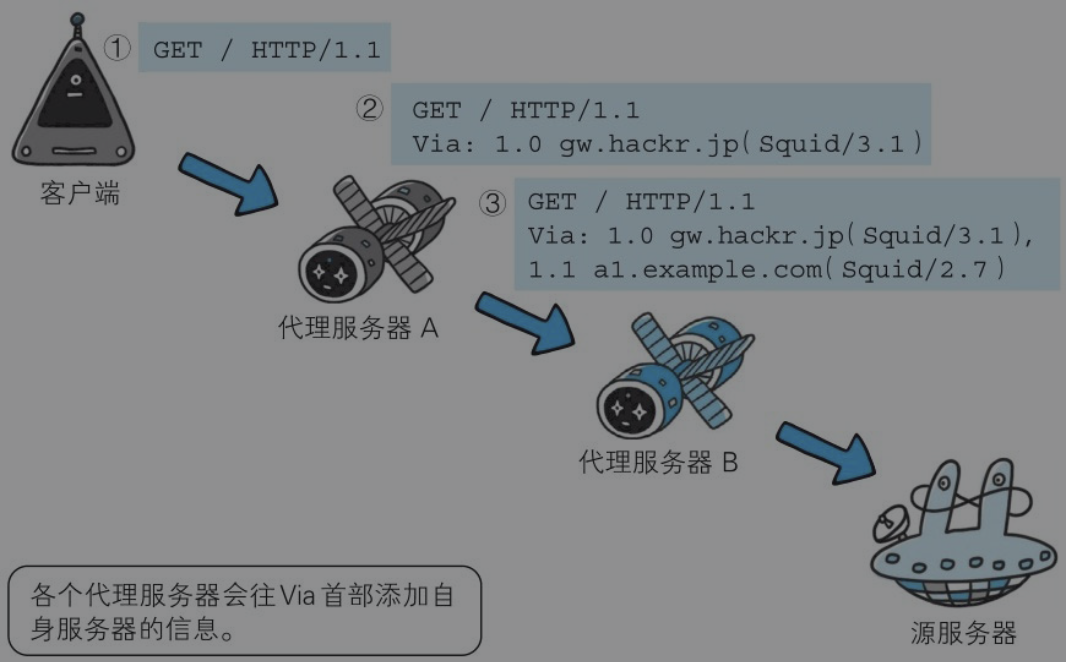 ① GET / HTTP/1.1
② GET / HTTP/1.1
Via: 1.0 gw.hackr.jp(Squid/3.1)
客户端
③ GET / HTTP/1.1
Via: 1.0 gw.hackr.jp(Squid/3.1),
1.1 a1.example.com(Squid/2.7)
代理服务器 A
代理服务器 B
各个代理服务器会往Via首部添加自
身服务器的信息。
源服务器